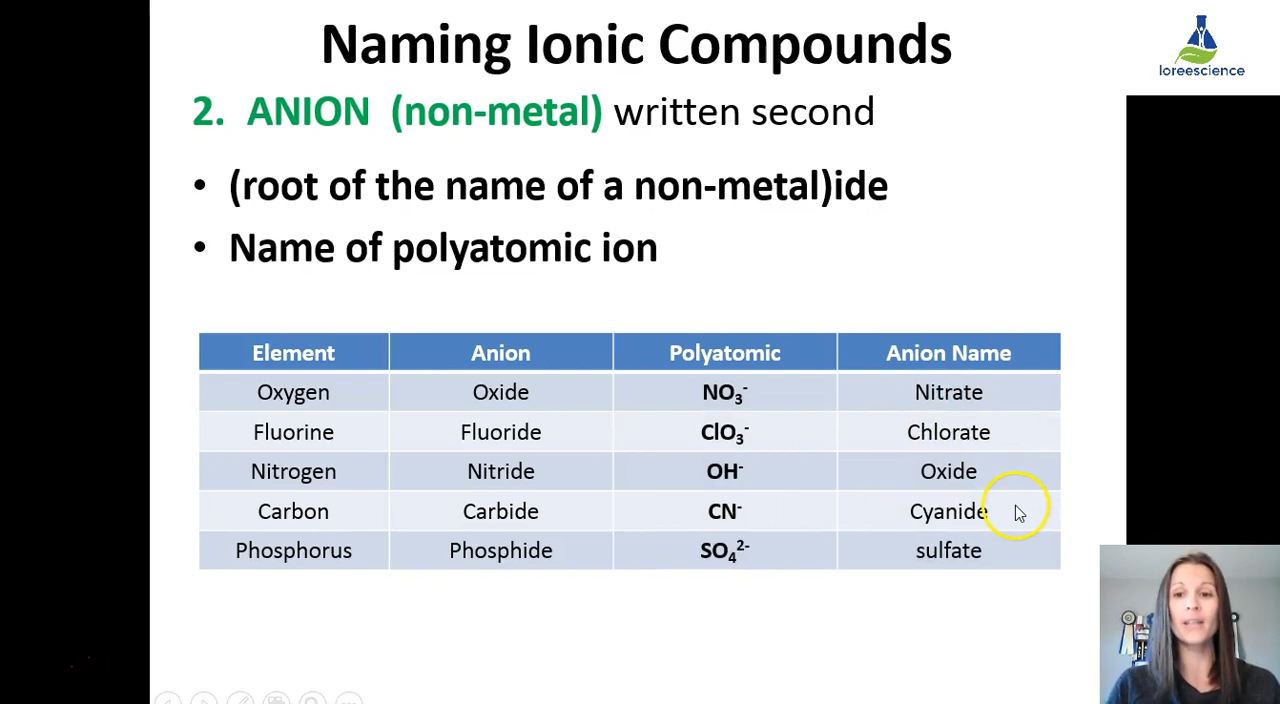 Naming Ionic Compounds
loreescience
2. ANION (non-metal) written second
• (root of the name of a non-metal)ide
• Name of polyatomic ion
Element Anion Polyatomic Anion Name
Oxygen Oxide NO₃⁻ Nitrate
Fluorine Fluoride ClO₃⁻ Chlorate
Nitrogen Nitride OH⁻ Oxide
Carbon Carbide CN⁻ Cyanide
Phosphorus Phosphide SO₄²⁻ sulfate